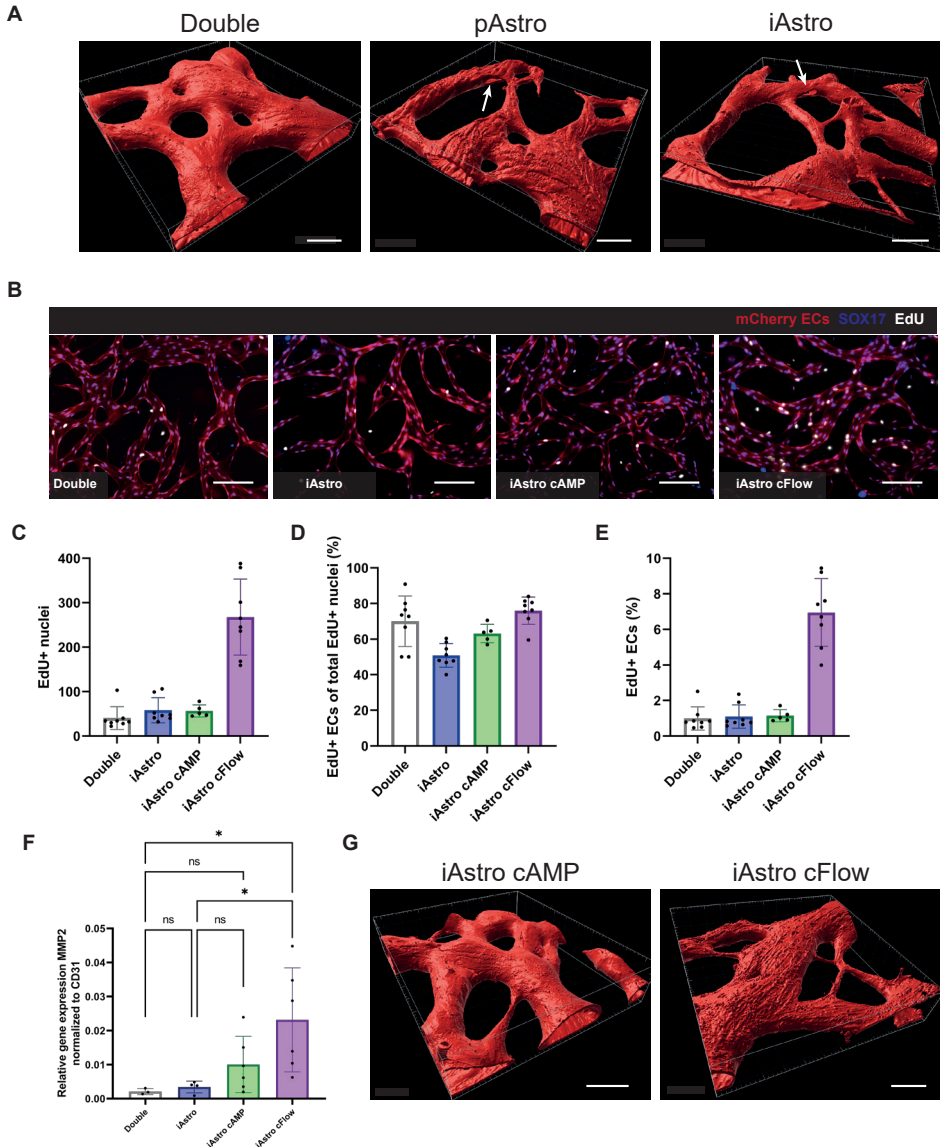 A
Double
pAstro
iAstro
B
mCherry ECs SOX17 EdU
Double
iAstro
iAstro cAMP
iAstro cFlow
C
EdU+ nuclei
400
300
200
100
0
Double
iAstro
iAstro cAMP
iAstro cFlow
D
EdU+ ECs of total EdU+ nuclei (%)
100
80
60
40
20
0
Double
iAstro
iAstro cAMP
iAstro cFlow
E
EdU+ ECs (%)
10
8
6
4
2
0
Double
iAstro
iAstro cAMP
iAstro cFlow
F
*
ns
*
ns
ns
Relative gene expression MMP2
normalized to CD31
0.05
0.04
0.03
0.02
0.01
0.00
Double
iAstro
iAstro cAMP
iAstro cFlow
G
iAstro cAMP
iAstro cFlow